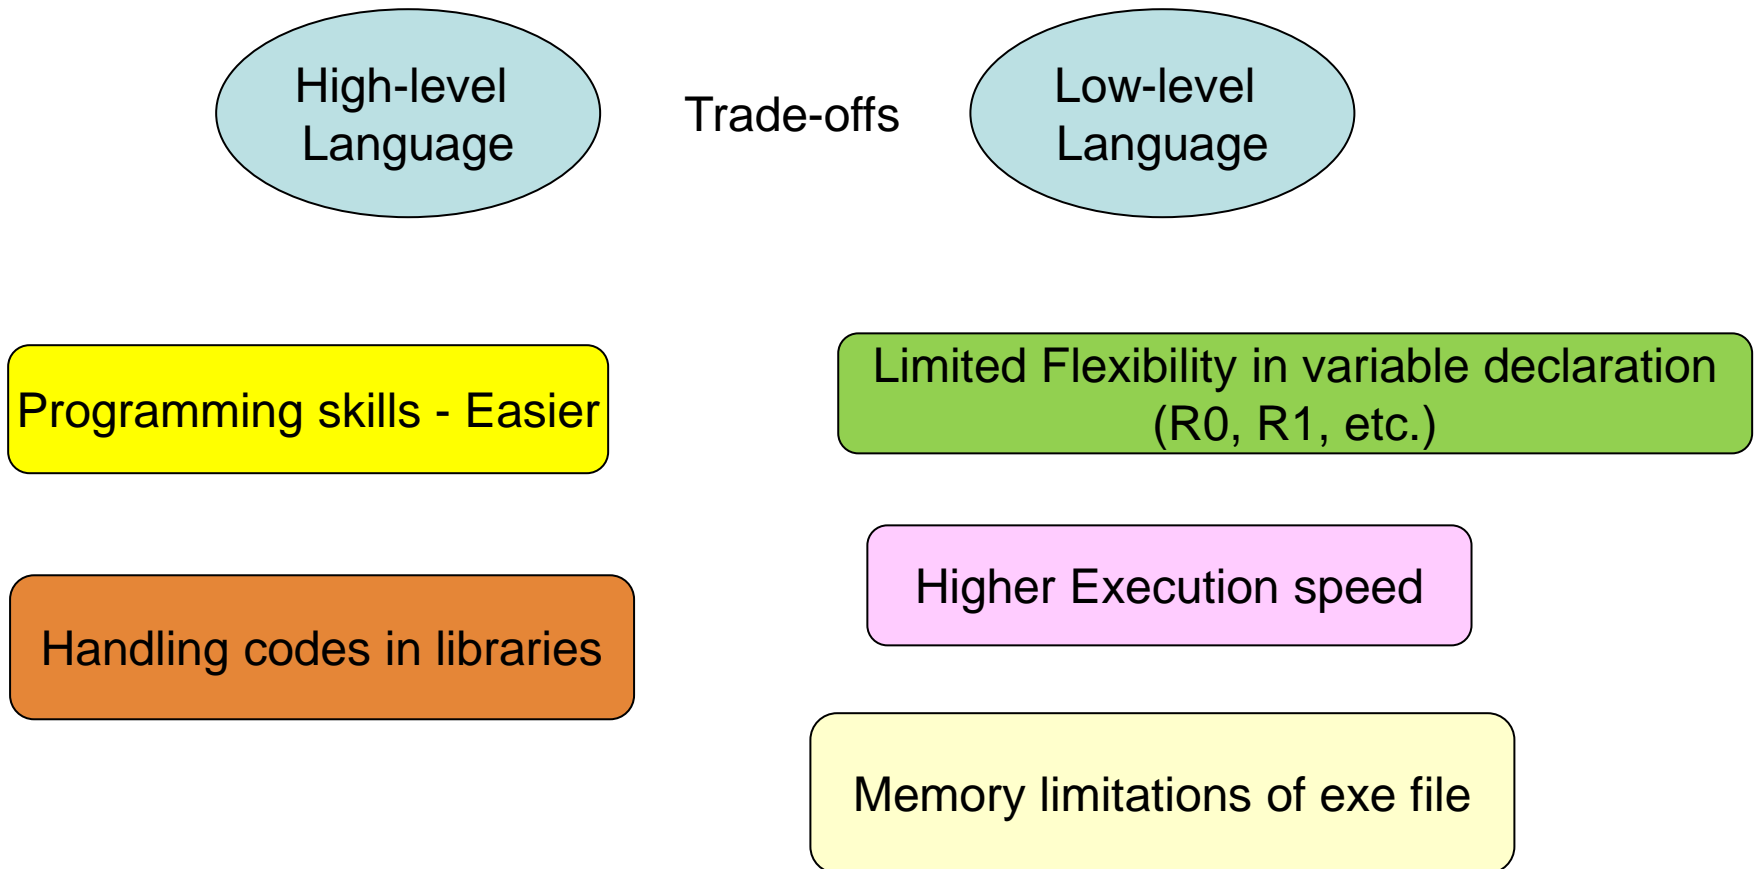 High-level
Language
Trade-offs
Low-level
Language
Programming skills - Easier
Handling codes in libraries
Limited Flexibility in variable declaration
(R0, R1, etc.)
Higher Execution speed
Memory limitations of exe file